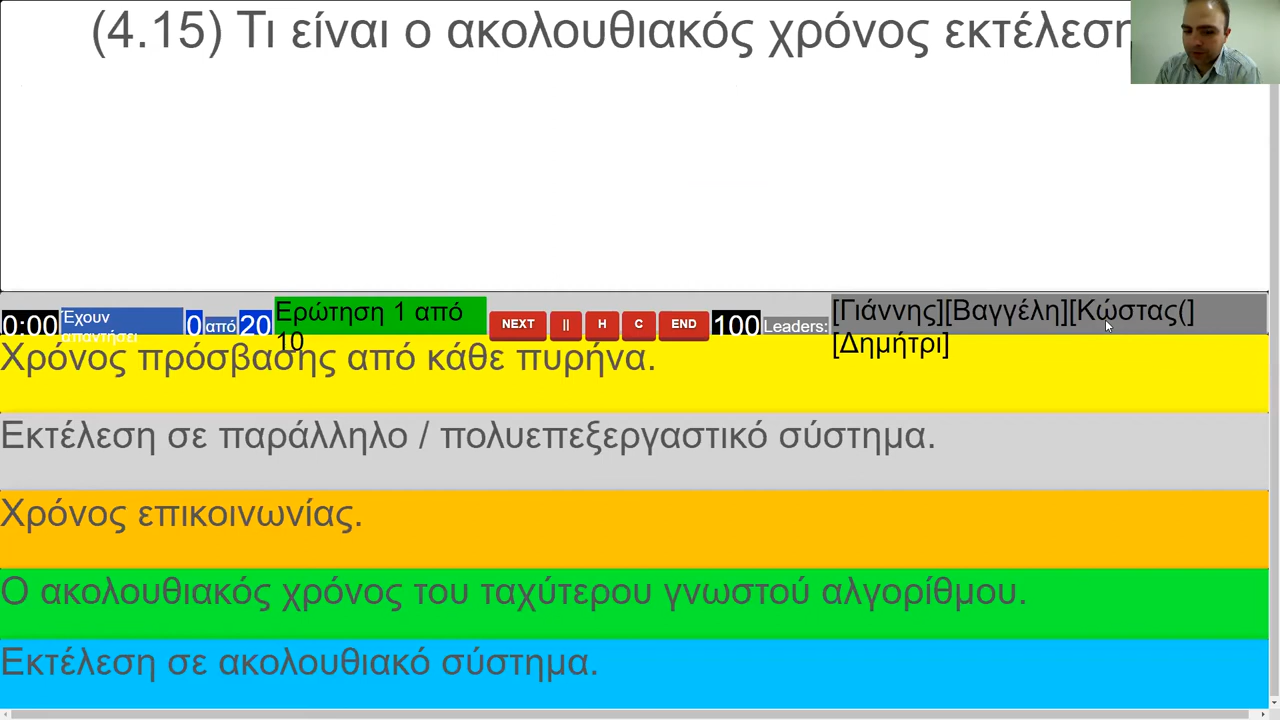 (4.15) Τι είναι ο ακολουθιακός χρόνος εκτέλεση
0:00
Έχουν
απαντήσει
0 από 20
Ερώτηση 1 από
10
NEXT || H C END
100 Leaders:
[Γιάννης][Βαγγέλη][Κώστας(]
[Δημήτρι]
Χρόνος πρόσβασης από κάθε πυρήνα.
Εκτέλεση σε παράλληλο / πολυεπεξεργαστικό σύστημα.
Χρόνος επικοινωνίας.
Ο ακολουθιακός χρόνος του ταχύτερου γνωστού αλγορίθμου.
Εκτέλεση σε ακολουθιακό σύστημα.